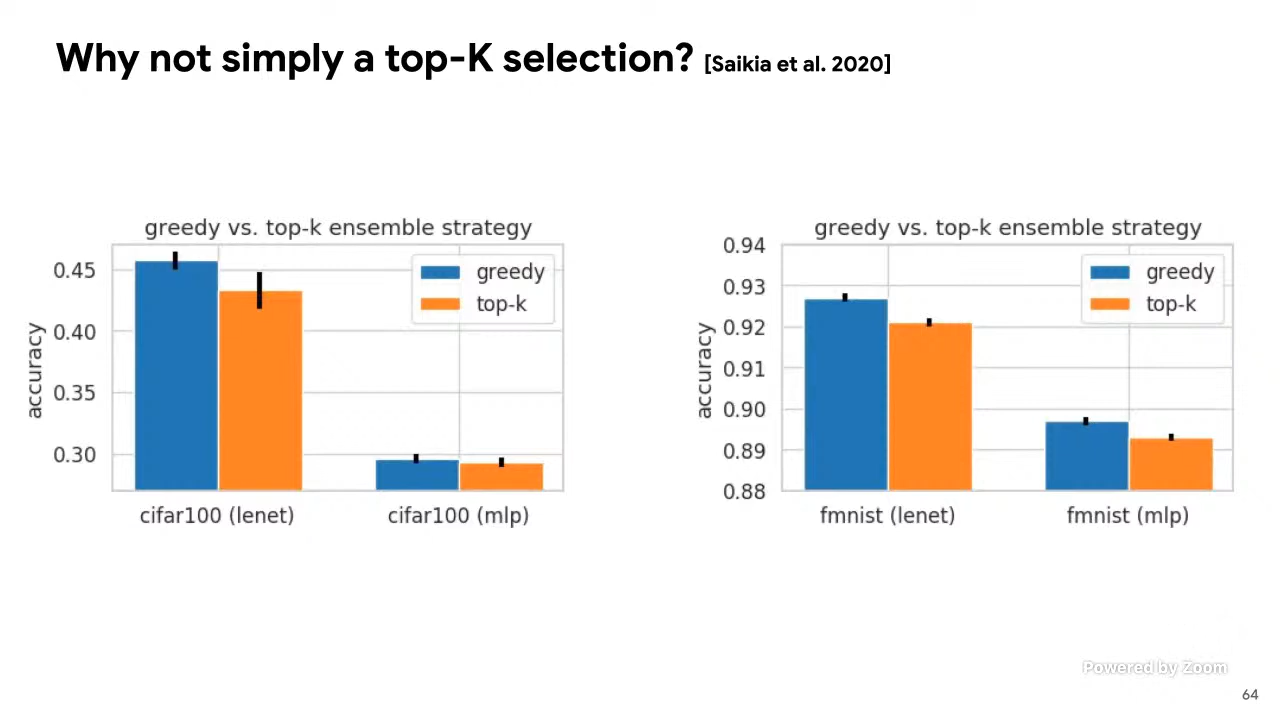 Why not simply a top-K selection? [Saikia et al. 2020]
greedy vs. top-k ensemble strategy
accuracy
0.45
0.40
0.35
0.30
greedy
top-k
cifar100 (lenet)
cifar100 (mlp)
greedy vs. top-k ensemble strategy
accuracy
0.94
0.93
0.92
0.91
0.90
0.89
0.88
greedy
top-k
fmnist (lenet)
fmnist (mlp)
Powered by Zoom
64